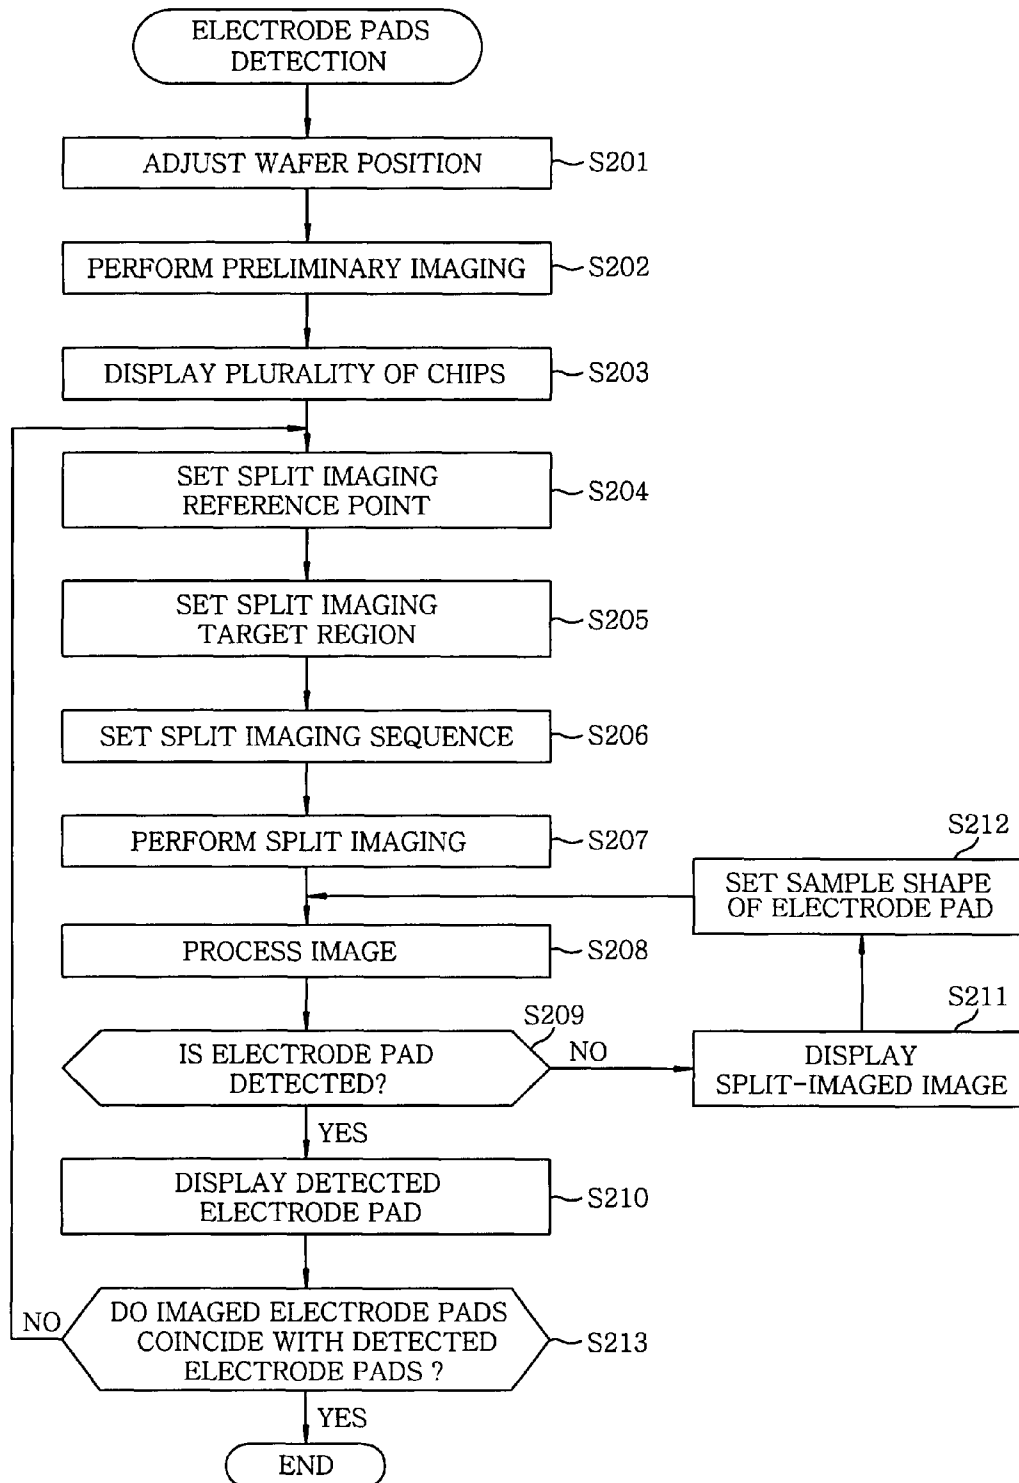 ELECTRODE PADS
DETECTION
ADJUST WAFER POSITION
S201
PERFORM PRELIMINARY IMAGING
S202
DISPLAY PLURALITY OF CHIPS
S203
SET SPLIT IMAGING
REFERENCE POINT
S204
SET SPLIT IMAGING
TARGET REGION
S205
SET SPLIT IMAGING SEQUENCE
S206
PERFORM SPLIT IMAGING
S207
S212
SET SAMPLE SHAPE
OF ELECTRODE PAD
PROCESS IMAGE
S208
S209
IS ELECTRODE PAD
DETECTED?
NO
S211
DISPLAY
SPLIT-IMAGED IMAGE
YES
DISPLAY DETECTED
ELECTRODE PAD
S210
NO
DO IMAGED ELECTRODE PADS
COINCIDE WITH DETECTED
ELECTRODE PADS ?
S213
YES
END